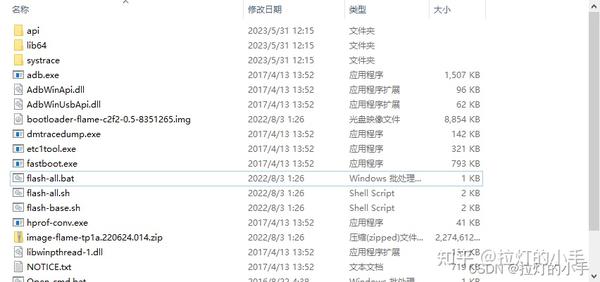 名称 修改日期 类型 大小
api 2023/5/31 12:15 文件夹
lib64 2023/5/31 12:15 文件夹
systrace 2023/5/31 12:15 文件夹
adb.exe 2017/4/13 13:52 应用程序 1,507 KB
AdbWinApi.dll 2017/4/13 13:52 应用程序扩展 96 KB
AdbWinUsbApi.dll 2017/4/13 13:52 应用程序扩展 62 KB
bootloader-flame-c2f2-0.5-8351265.img 2022/8/3 1:26 光盘映像文件 8,854 KB
dmtracedump.exe 2017/4/13 13:52 应用程序 142 KB
etc1tool.exe 2017/4/13 13:52 应用程序 321 KB
fastboot.exe 2017/4/13 13:52 应用程序 793 KB
flash-all.bat 2022/8/3 1:26 Windows 批处理... 1 KB
flash-all.sh 2022/8/3 1:26 Shell Script 2 KB
flash-base.sh 2022/8/3 1:26 Shell Script 2 KB
hprof-conv.exe 2017/4/13 13:52 应用程序 41 KB
image-flame-tp1a.220624.014.zip 2022/8/3 1:26 压缩(zipped)文件... 2,274,612...
libwinpthread-1.dll 2017/4/13 13:52 应用程序扩展 KB
NOTICE.txt 2017/4/13 13:52 文本文档 719 KB
Open-cmd.bat 2016/8/22 4:38 Windows 批处理...
知乎 @拉灯的小手
CSDN @拉灯的小手